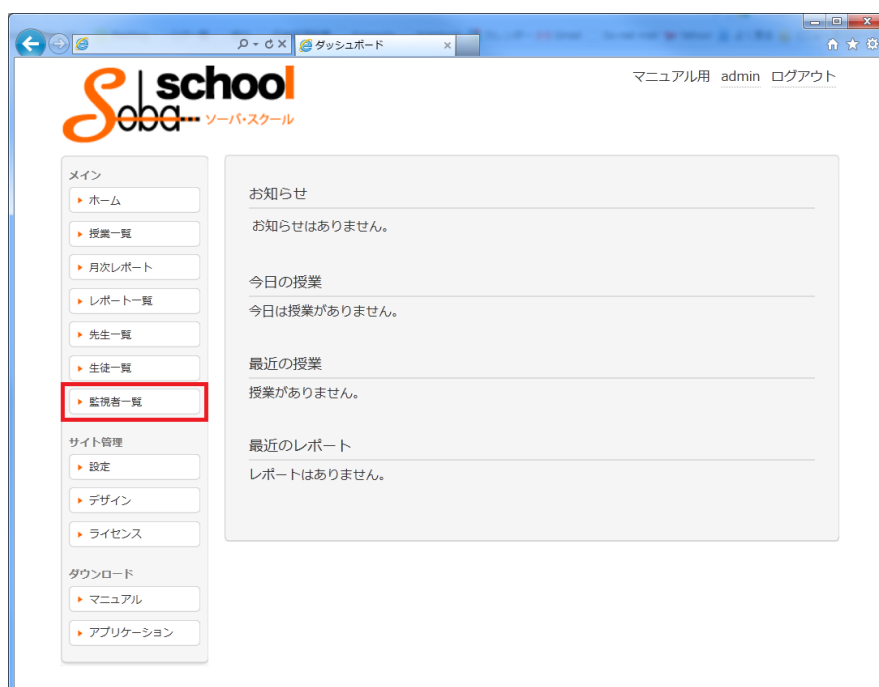 ダッシュボード
school
Soba
ソーバ・スクール
マニュアル用 admin ログアウト
メイン
ホーム
授業一覧
月次レポート
レポート一覧
先生一覧
生徒一覧
監視者一覧
サイト管理
設定
デザイン
ライセンス
ダウンロード
マニュアル
アプリケーション
お知らせ
お知らせはありません。
今日の授業
今日は授業がありません。
最近の授業
授業がありません。
最近のレポート
レポートはありません。